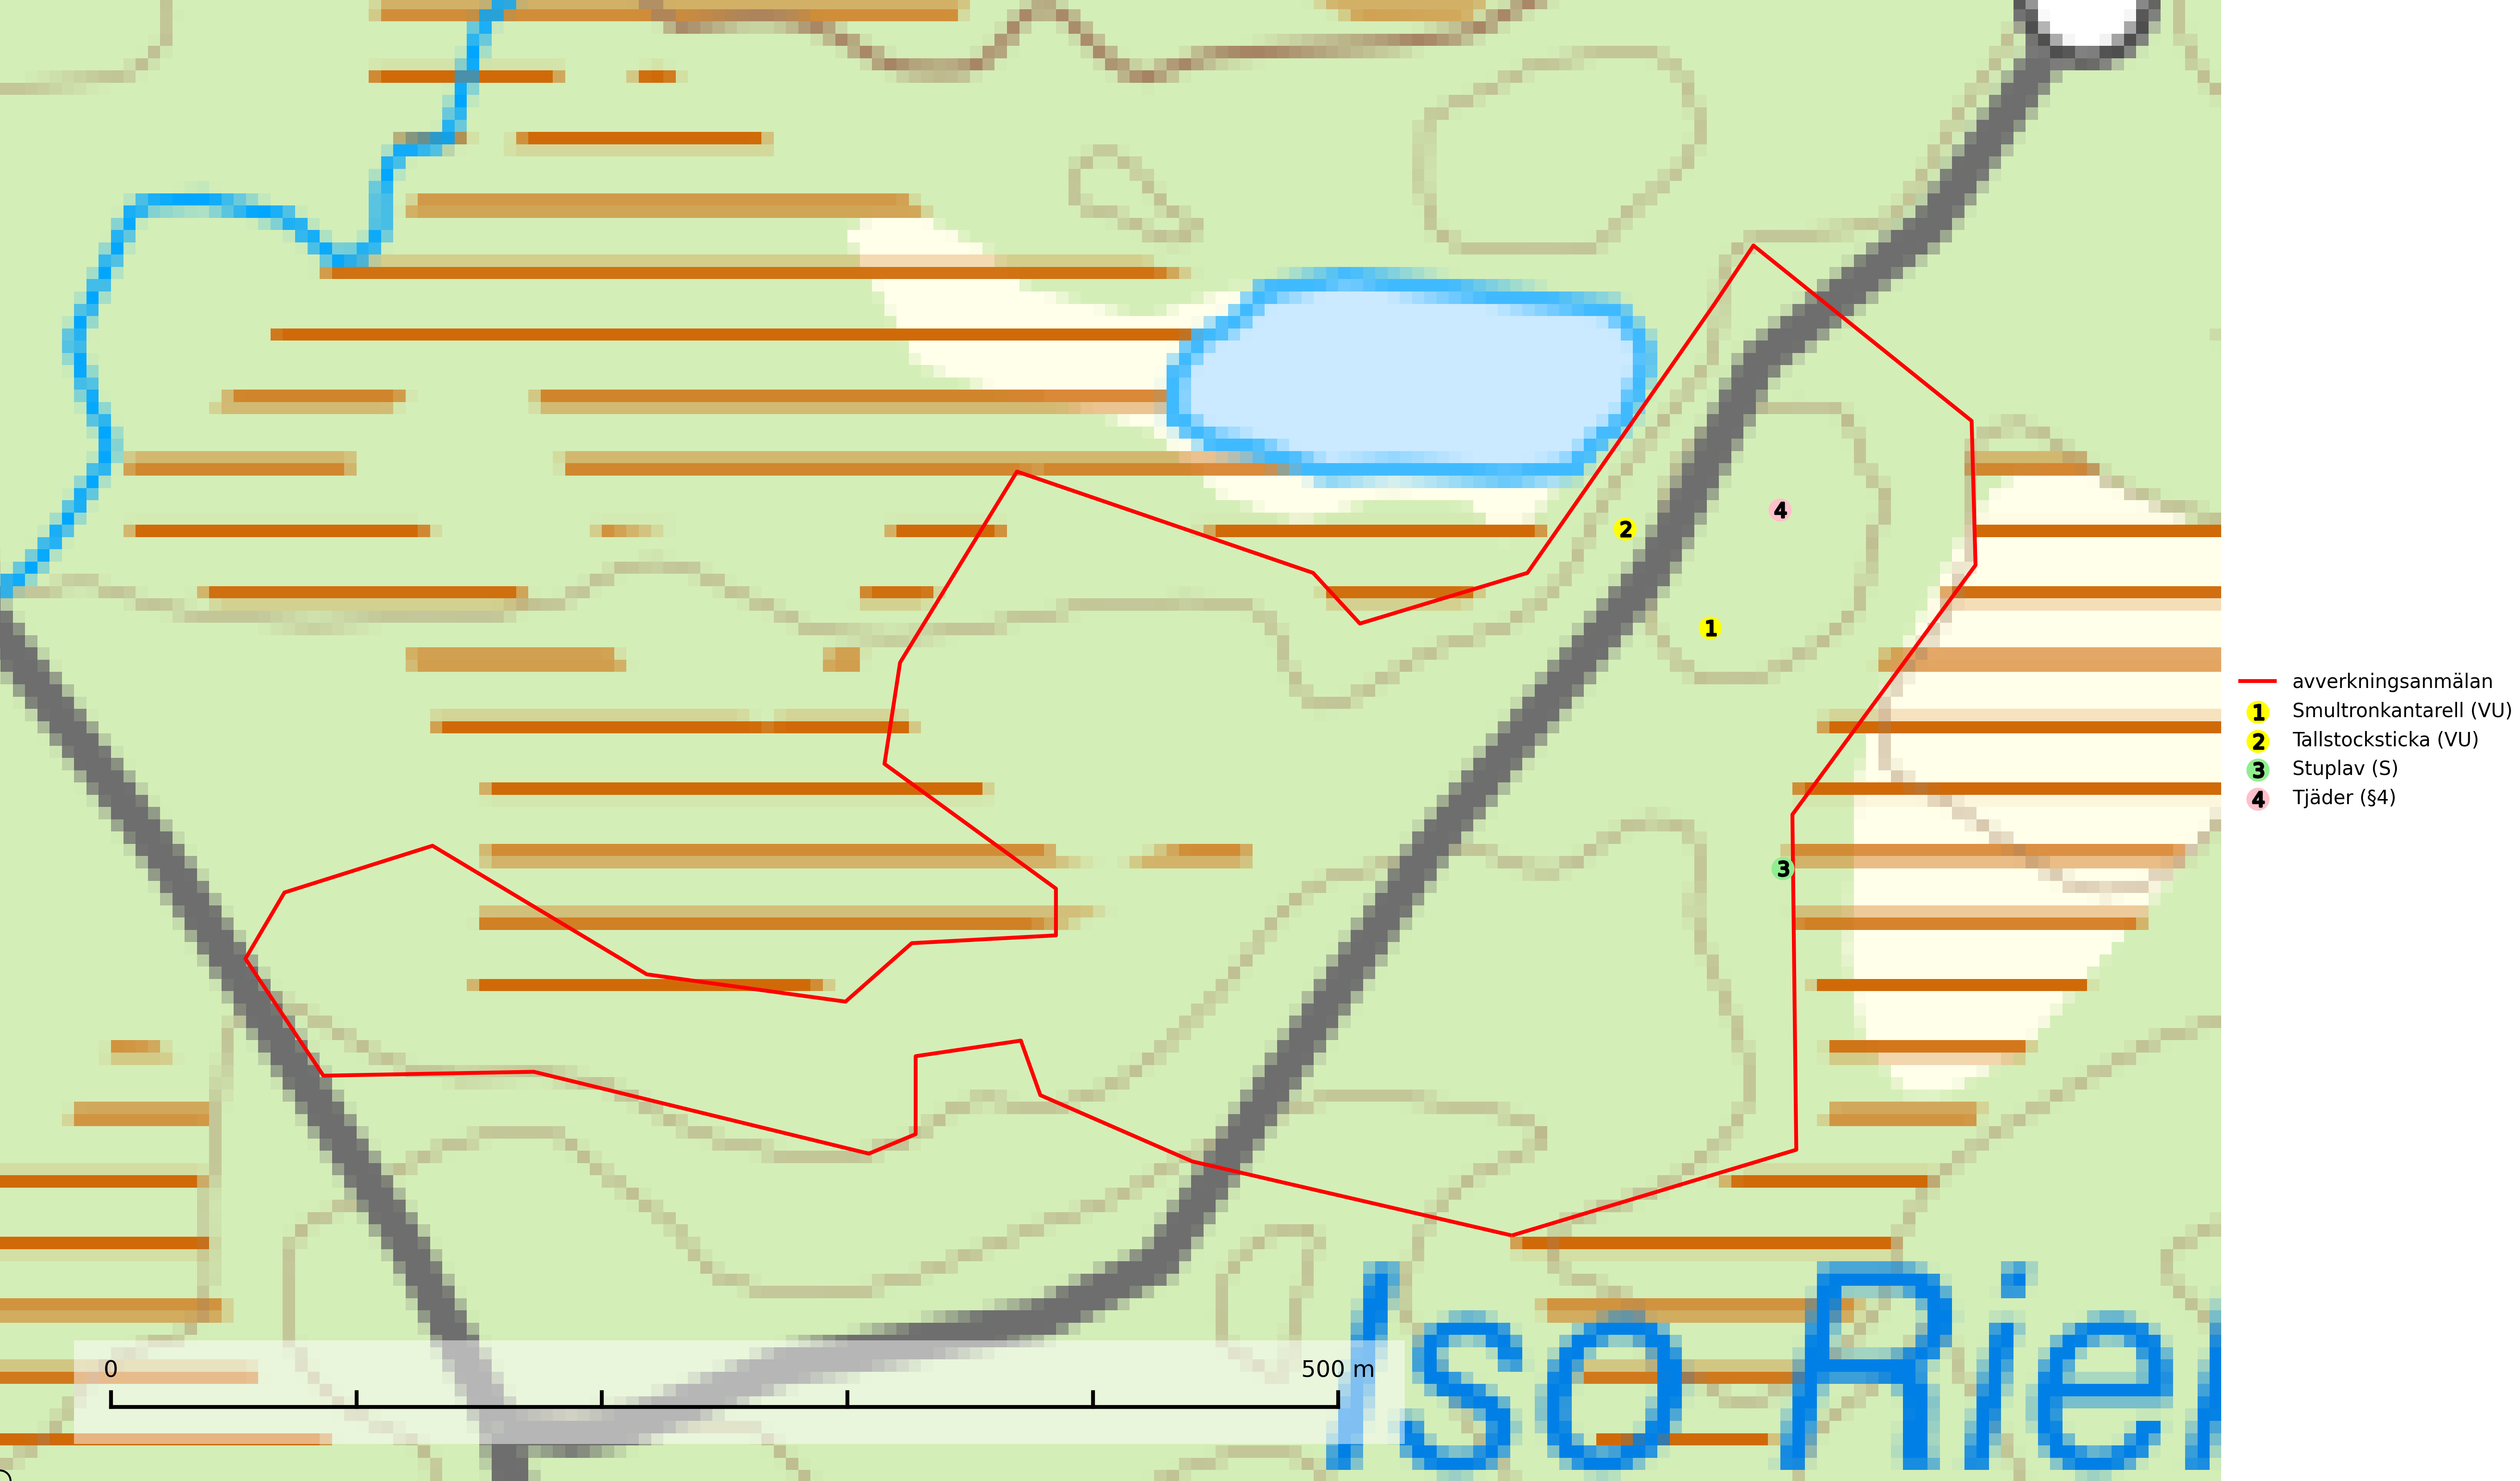 4
2
1
3
avverkningsanmälan
1 Smultronkantarell (VU)
2 Tallstocksticka (VU)
3 Stuplav (S)
4 Tjäder (§4)
0 500 m
Iso Rie